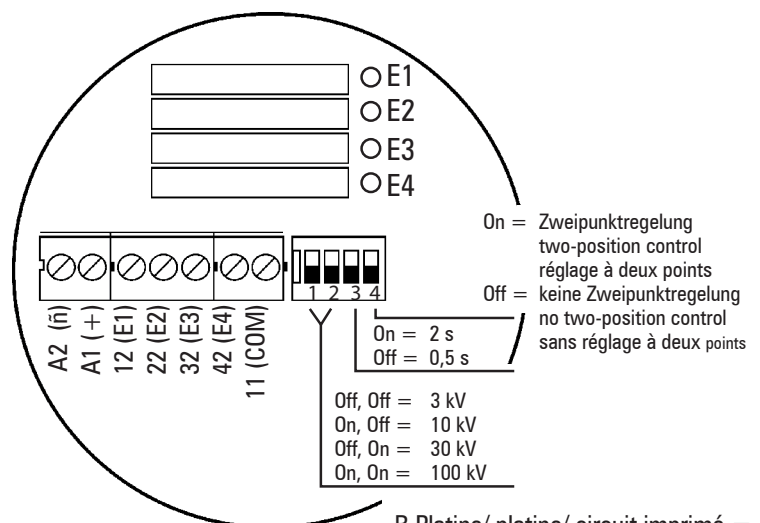 E1
E2
E3
E4
On = Zweipunktregelung
two-position control
réglage à deux points
Off = keine Zweipunktregelung
no two-position control
sans réglage à deux points
1 2 3 4
A2 (ñ)
A1 (+)
12 (E1)
22 (E2)
32 (E3)
42 (E4)
11 (COM)
On = 2 s
Off = 0,5 s
Off, Off = 3 kV
On, Off = 10 kV
Off, On = 30 kV
On, On = 100 kV